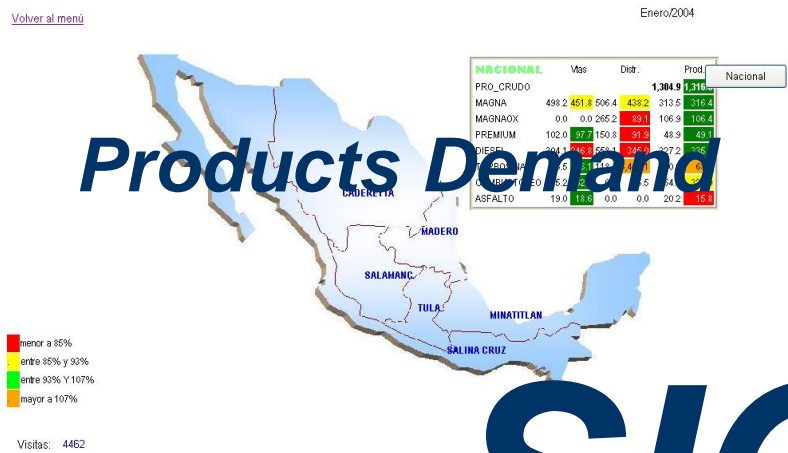 Volver al menú
Enero/2004
NACIONAL Vtas Distr. Prod.
Nacional
PRO_CRUDO 1,304.9
MAGNA 498.2 451.8 506.4 438.2 313.5 316.4
MAGNAOX 0.0 0.0 265.2 89.1 106.9 106.4
PREMIUM 102.0 97.7 150.8 91.9 48.9 49.1
Products Demand
ASFALTO 19.0 18.6 0.0 0.0 20.2 15.8
CADEREYTA
MADERO
SALAMANC
TULA
MINATITLAN
SALINA CRUZ
menor a 85%
entre 85% y 93%
entre 93% Y 107%
mayor a 107%
Visitas: 4462